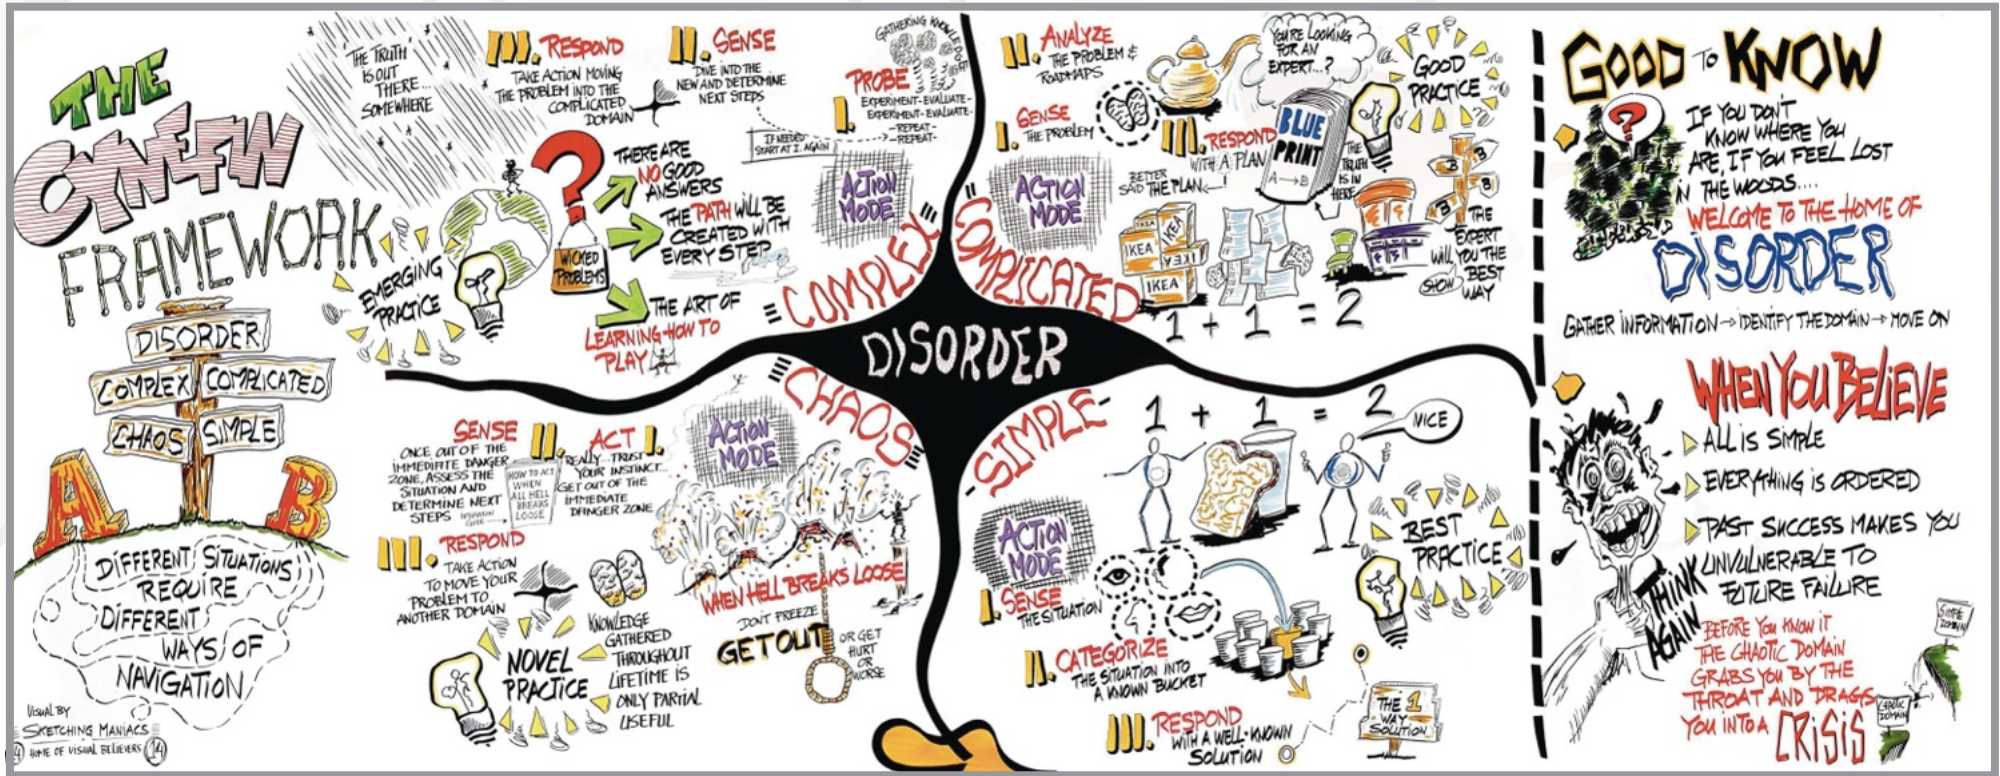 THE
CYNEFIN
FRAMEWORK
DISORDER
COMPLEX
COMPLICATED
CHAOS
SIMPLE
A
B
DIFFERENT SITUATIONS
REQUIRE
DIFFERENT
WAYS OF
NAVIGATION
VISUAL BY
SKETCHING MANIACS
HOME OF VISUAL BELIEVERS
14
"THE TRUTH"
IS OUT
THERE...
SOMEWHERE
III. RESPOND
TAKE ACTION MOVING
THE PROBLEM INTO THE
COMPLICATED
DOMAIN
II. SENSE
DIVE INTO THE
NEW AND DETERMINE
NEXT STEPS
GATHERING KNOWLEDGE
PROBE
I.
EXPERIMENT-EVALUATE-
EXPERIMENT-EVALUATE-
-REPEAT-
-REPEAT-
IF NEEDED
START AT I. AGAIN
ACTION
MODE
EMERGING
PRACTICE
?
WICKED
PROBLEMS
THERE ARE
NO GOOD
ANSWERS
THE PATH WILL BE
CREATED WITH
EVERY STEP
THE ART OF
LEARNING-HOW TO
PLAY
COMPLEX
II. ANALYZE
THE PROBLEM &
ROADMAPS
I. SENSE
THE PROBLEM
III. RESPOND
WITH A PLAN
BETTER
SAID THE PLAN
!
YOU'RE LOOKING
FOR AN
EXPERT..?
BLUE
PRINT
A → B
GOOD
PRACTICE
THE
TRUTH
IS IN
HERE
B
B
B
ACTION
MODE
IKEA
IKEA
IKEA
IKEA
THE
EXPERT
WILL YOU THE
BEST
SHOW WAY
COMPLICATED
1 + 1 = 2
DISORDER
CHAOS
SENSE
II.
ONCE OUT OF THE
IMMEDIATE DANGER
ZONE, ASSESS THE
SITUATION AND
DETERMINE NEXT
STEPS
HOW TO ACT
WHEN
ALL HELL
BREAKS
LOOSE
ACT I.
REALLY...TRUST
YOUR INSTINCT...
GET OUT OF THE
IMMEDIATE
DANGER ZONE
ACTION
MODE
III. RESPOND
TAKE ACTION
TO MOVE YOUR
PROBLEM TO
ANOTHER DOMAIN
NOVEL
PRACTICE
KNOWLEDGE
GATHERED
THROUGHOUT
LIFETIME IS
ONLY PARTIAL
USEFUL
WHEN HELL BREAKS LOOSE
DON'T FREEZE
GET OUT
OR GET
HURT
OR
WORSE
SIMPLE
1 + 1 = 2
NICE
ACTION
MODE
I. SENSE
THE SITUATION
II. CATEGORIZE
THE SITUATION INTO
A KNOWN BUCKET
III. RESPOND
WITH A WELL-KNOWN
SOLUTION
BEST
PRACTICE
THE 1
WAY
SOLUTION
GOOD TO KNOW
?
IF YOU DON'T
KNOW WHERE YOU
ARE, IF YOU FEEL LOST
IN THE WOODS....
WELCOME TO THE HOME OF
DISORDER
GATHER INFORMATION → IDENTIFY THE DOMAIN → MOVE ON
WHEN YOU BELIEVE
ALL IS SIMPLE
EVERYTHING IS ORDERED
PAST SUCCESS MAKES YOU
UNVULNERABLE TO
FUTURE FAILURE
THINK
AGAIN
BEFORE YOU KNOW IT
THE CHAOTIC DOMAIN
GRABS YOU BY THE
THROAT AND DRAGS
YOU INTO A CRISIS
SIMPLE
DOMAIN
CHAOTIC
DOMAIN